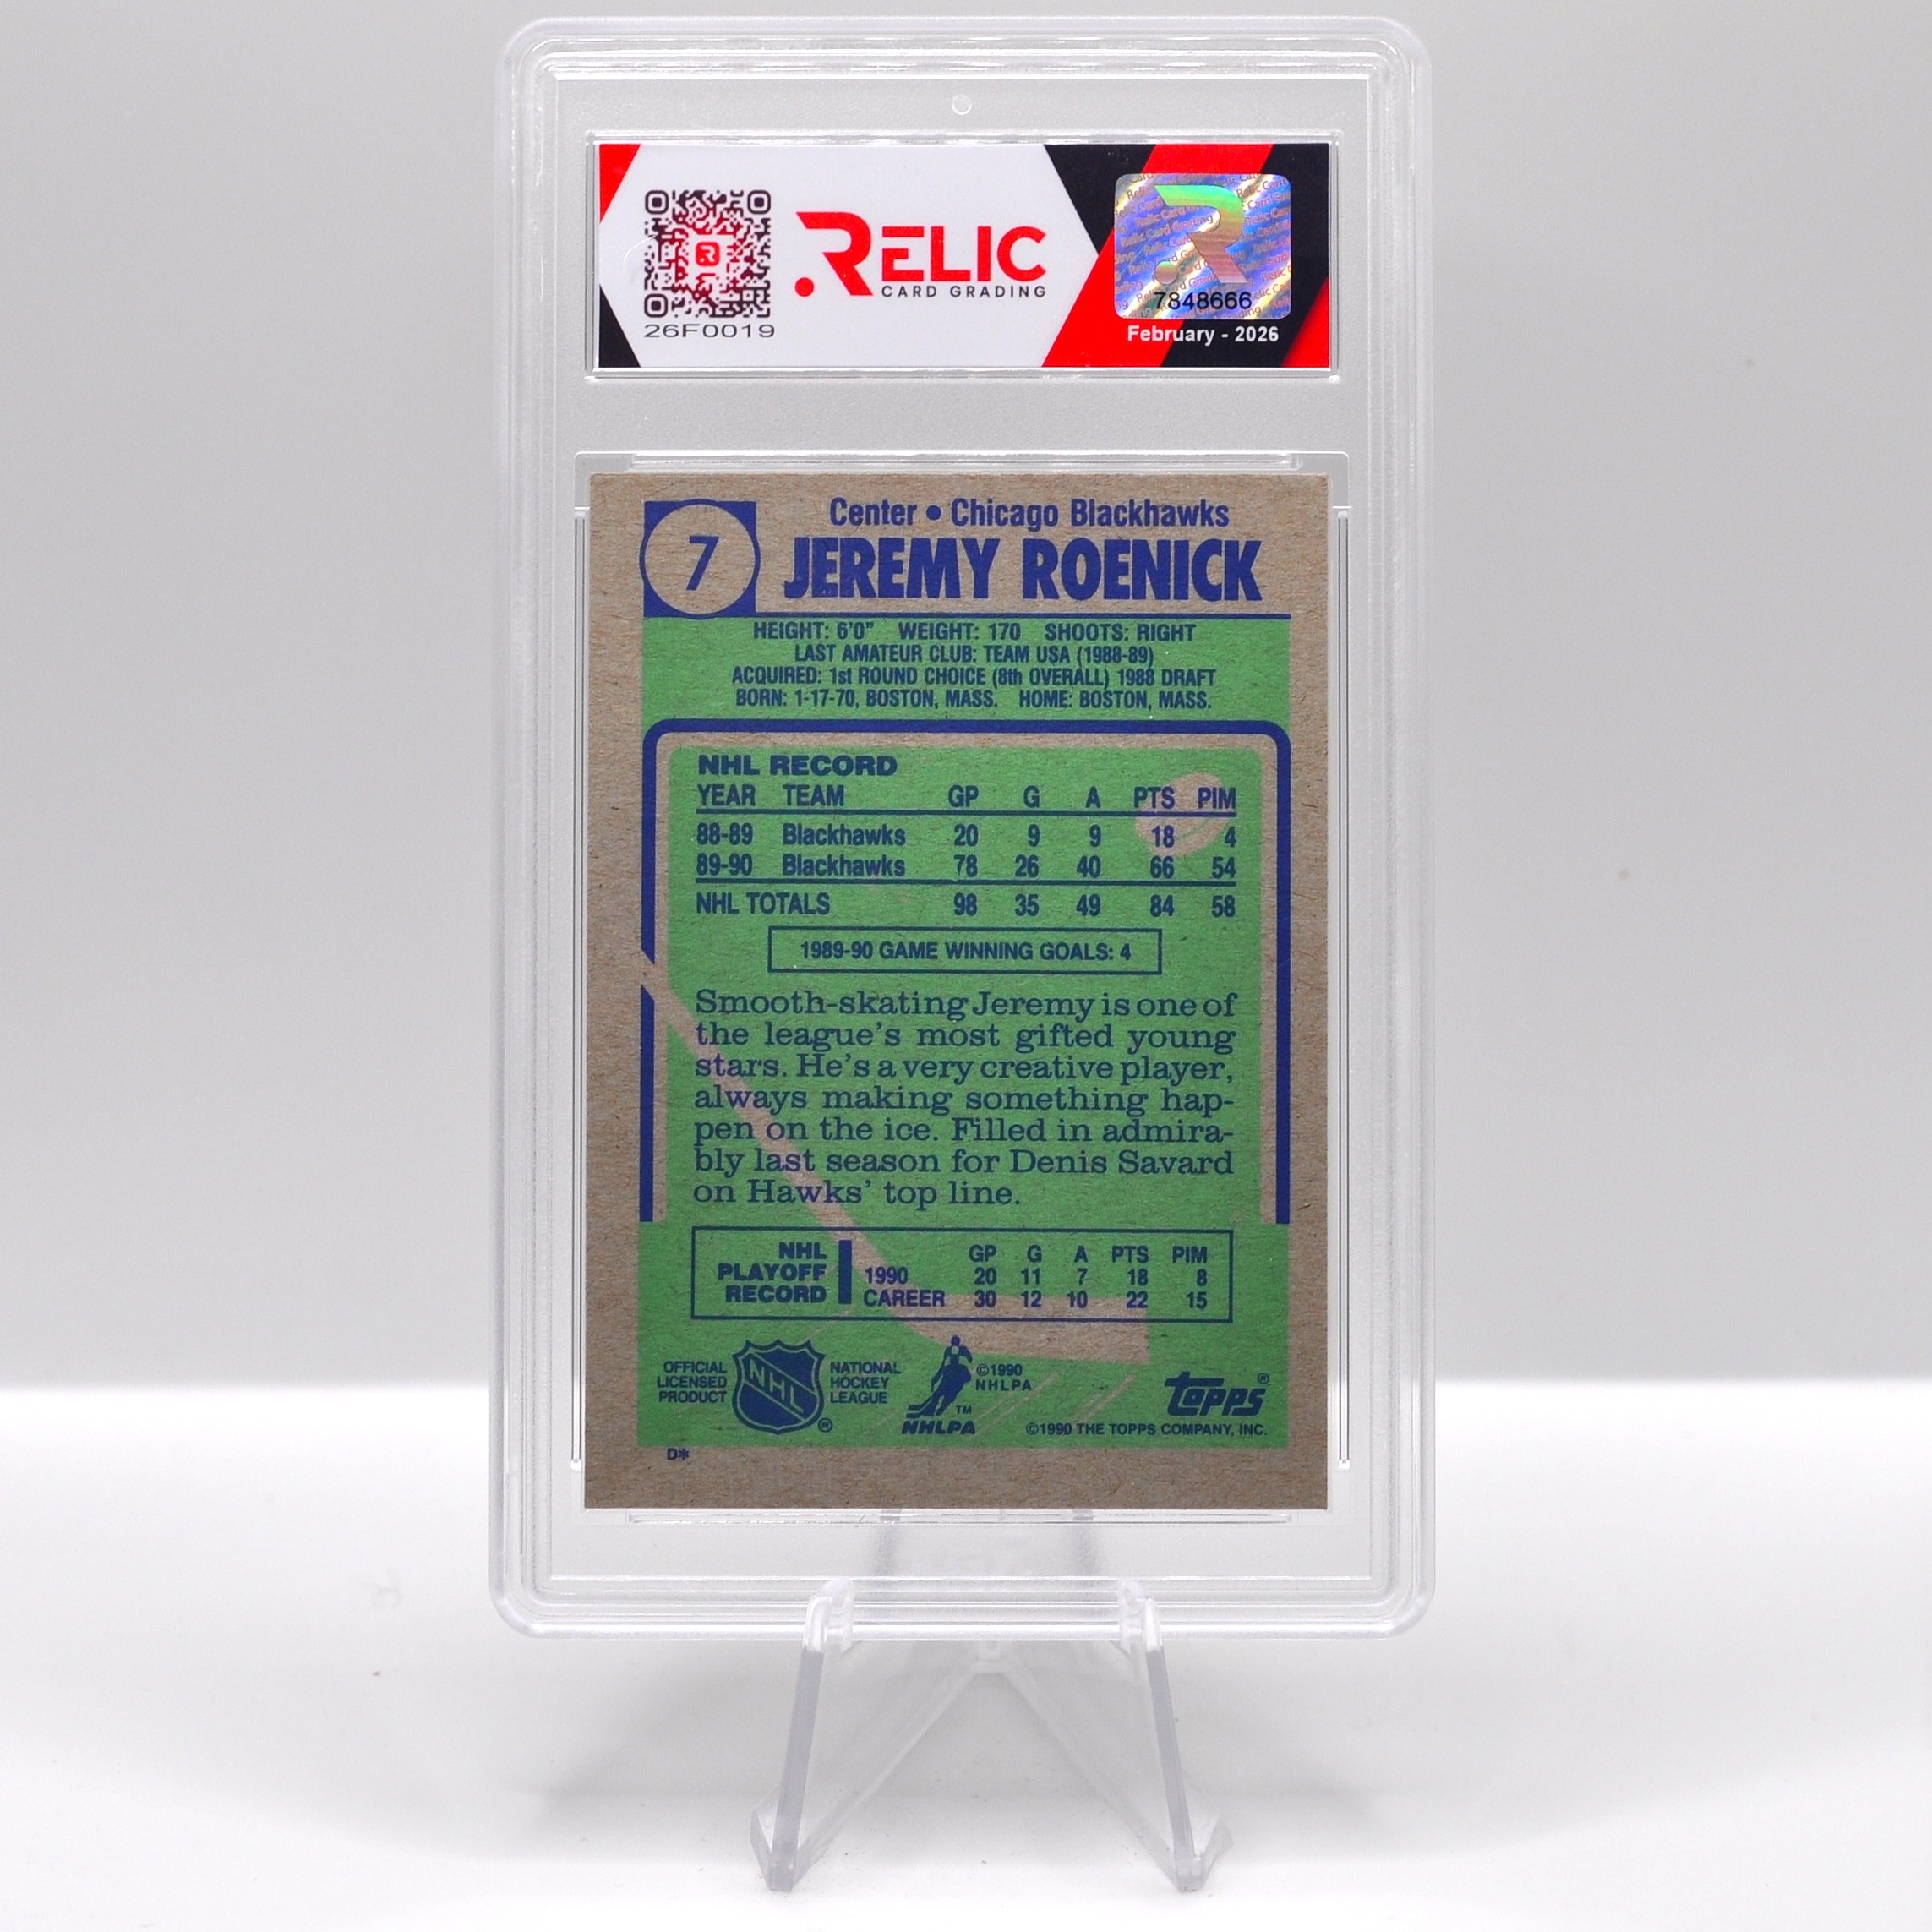 RELIC
CARD GRADING
26F0019
7848666
February - 2026
7
Center • Chicago Blackhawks
JEREMY ROENICK
HEIGHT: 6'0" WEIGHT: 170 SHOOTS: RIGHT
LAST AMATEUR CLUB: TEAM USA (1988-89)
ACQUIRED: 1st ROUND CHOICE (8th OVERALL) 1988 DRAFT
BORN: 1-17-70, BOSTON, MASS. HOME: BOSTON, MASS.
NHL RECORD
YEAR TEAM GP G A PTS PIM
88-89 Blackhawks 20 9 9 18 4
89-90 Blackhawks 78 26 40 66 54
NHL TOTALS 98 35 49 84 58
1989-90 GAME WINNING GOALS: 4
Smooth-skating Jeremy is one of
the league's most gifted young
stars. He's a very creative player,
always making something hap-
pen on the ice. Filled in admira-
bly last season for Denis Savard
on Hawks' top line.
NHL PLAYOFF RECORD
GP G A PTS PIM
1990 20 11 7 18 8
CAREER 30 12 10 22 15
OFFICIAL LICENSED PRODUCT
NHL ®
NATIONAL HOCKEY LEAGUE
NHLPA ™
©1990 NHLPA
TOPPS ®
©1990 THE TOPPS COMPANY, INC.
D*